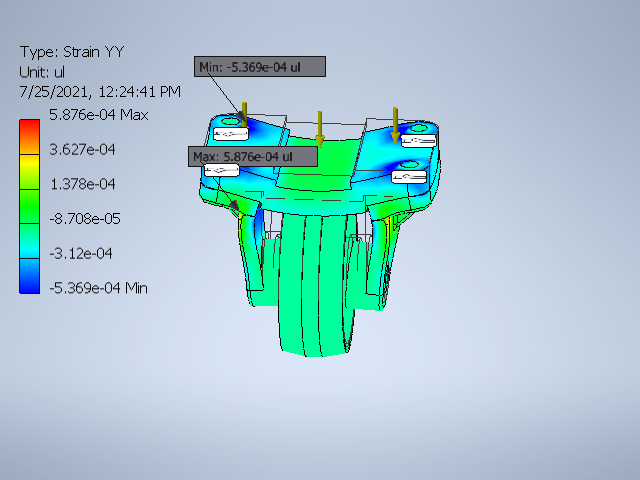 Type: Strain YY
Unit: ul
7/25/2021, 12:24:41 PM
5.876e-04 Max
3.627e-04
1.378e-04
-8.708e-05
-3.12e-04
-5.369e-04 Min
Min: -5.369e-04 ul
Max: 5.876e-04 ul